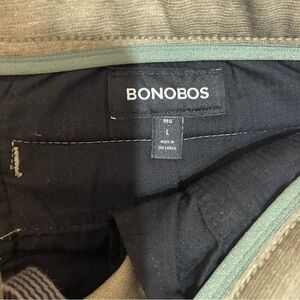 BONOBOS
REG
L
MADE IN
SRI LANKA